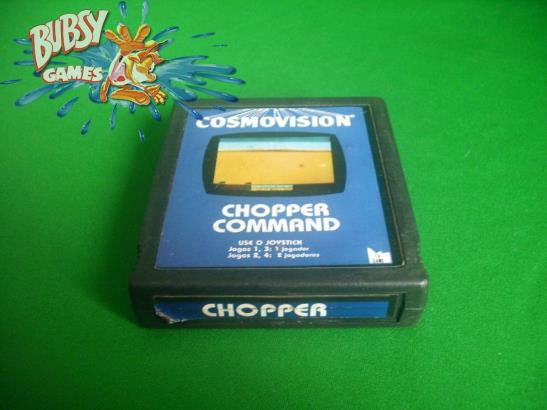 BUBSY
GAMES
COSMOVISION
CHOPPER
COMMAND
USE O JOYSTICK
Jogos 1, 3: 1 jogador
Jogos 2, 4: 2 jogadores
CHOPPER